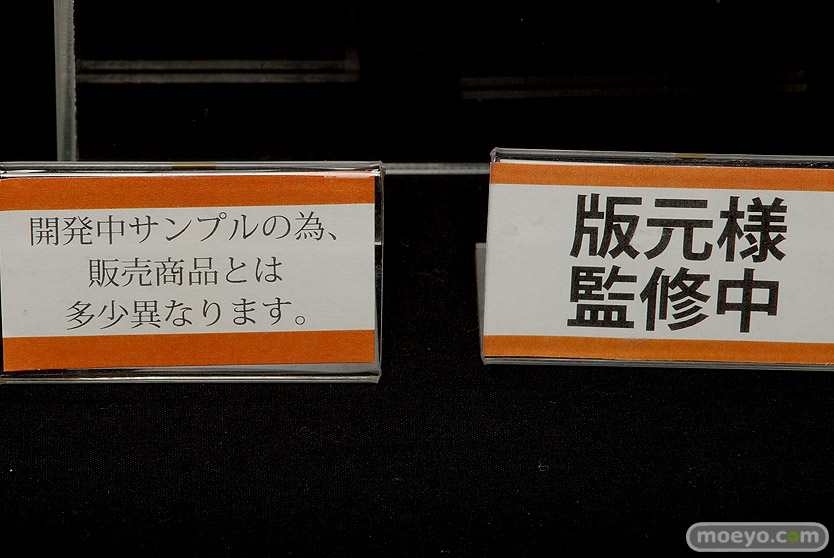 開発中サンプルの為、
販売商品とは
多少異なります。
版元様
監修中
moeyo.com